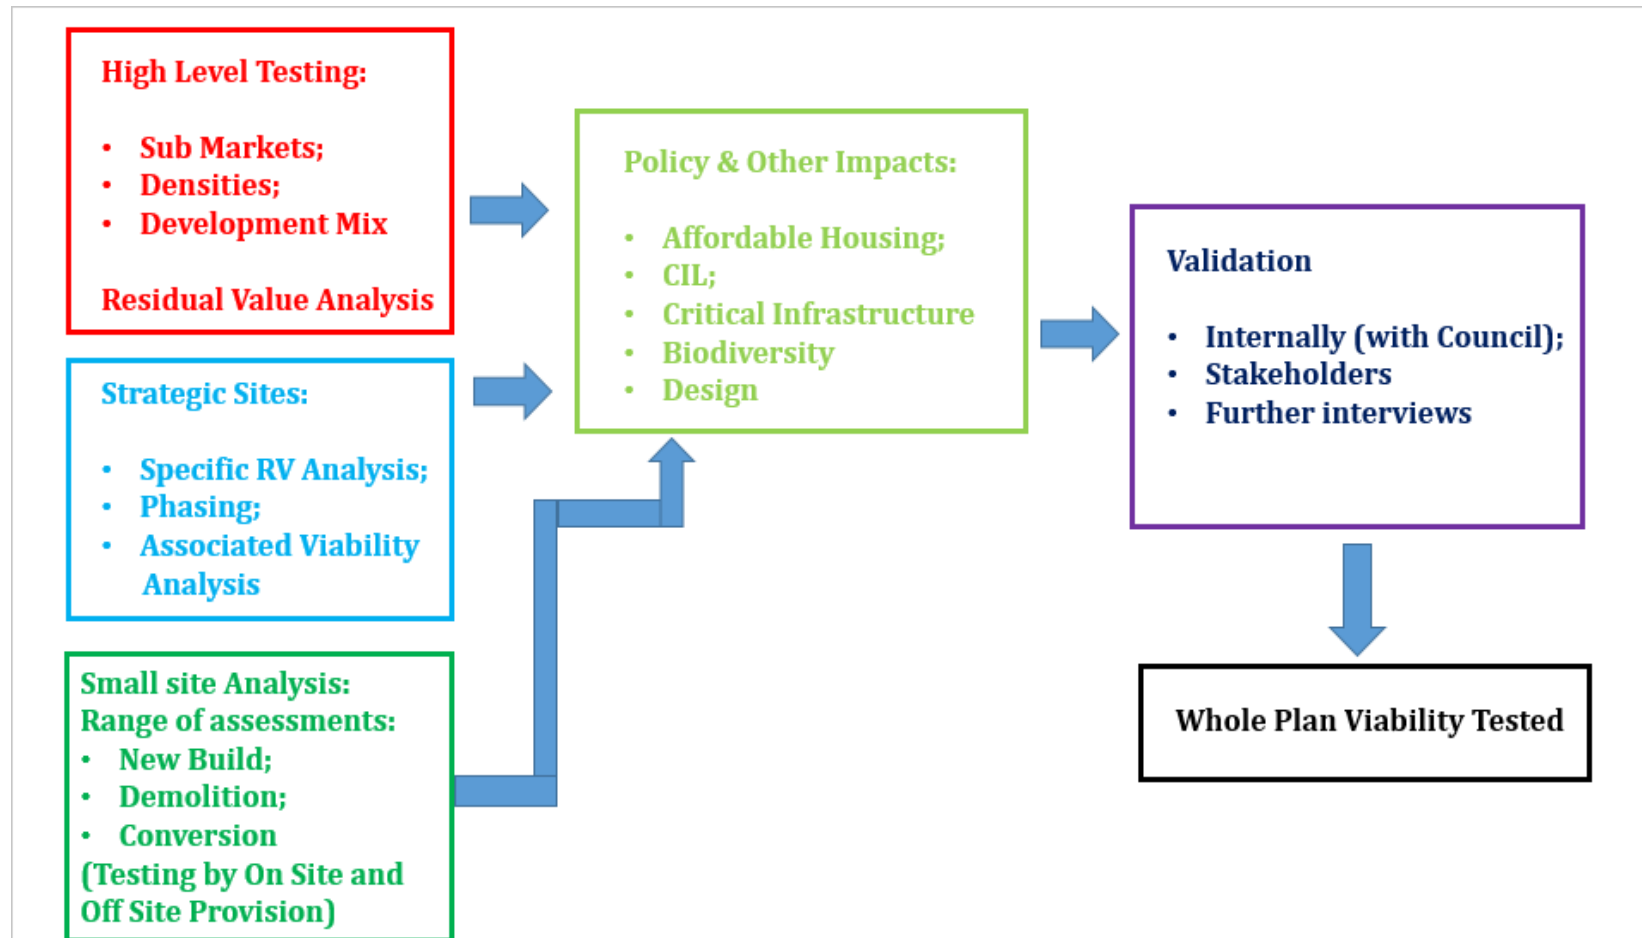 High Level Testing:
• Sub Markets;
• Densities;
• Development Mix
Residual Value Analysis
Strategic Sites:
• Specific RV Analysis;
• Phasing;
• Associated Viability
Analysis
Small site Analysis:
Range of assessments:
• New Build;
• Demolition;
• Conversion
(Testing by On Site and
Off Site Provision)
Policy & Other Impacts:
• Affordable Housing;
• CIL;
• Critical Infrastructure
• Biodiversity
• Design
Validation
• Internally (with Council);
• Stakeholders
• Further interviews
Whole Plan Viability Tested